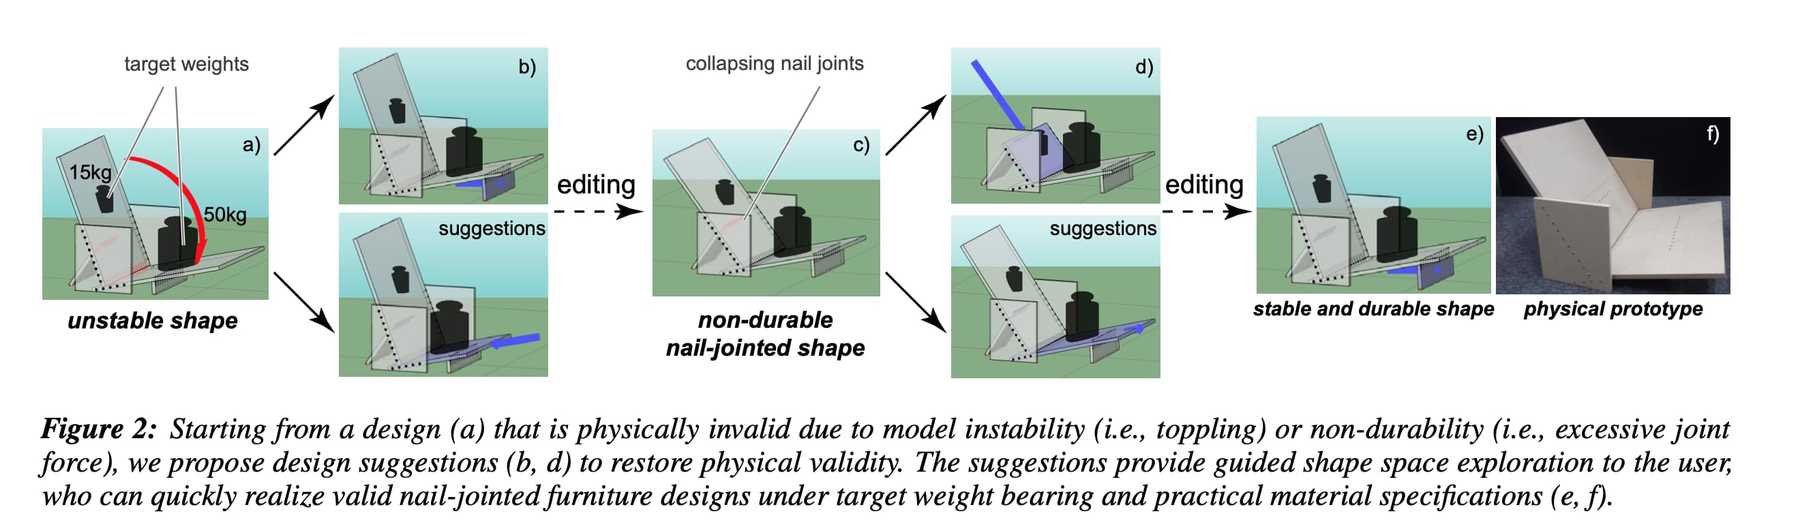 target weights
a)
15kg
50kg
unstable shape
b)
suggestions
editing
collapsing nail joints
c)
non-durable
nail-jointed shape
d)
suggestions
editing
e)
stable and durable shape
f)
physical prototype
Figure 2: Starting from a design (a) that is physically invalid due to model instability (i.e., toppling) or non-durability (i.e., excessive joint
force), we propose design suggestions (b, d) to restore physical validity. The suggestions provide guided shape space exploration to the user,
who can quickly realize valid nail-jointed furniture designs under target weight bearing and practical material specifications (e, f).